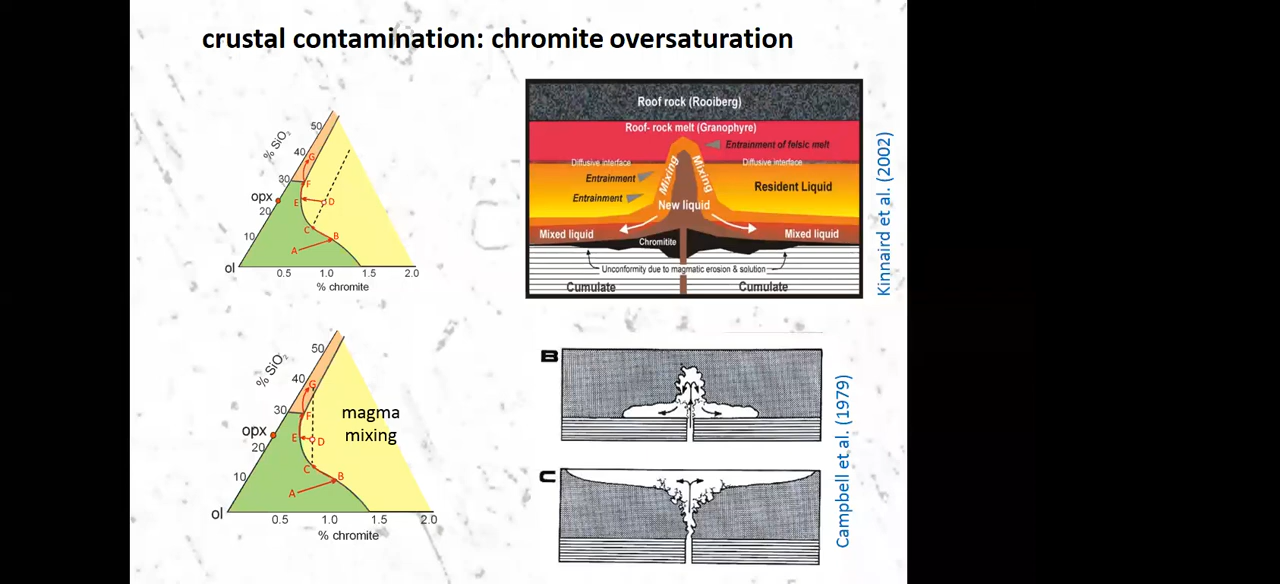 crustal contamination: chromite oversaturation
% SiO₂
50
40
30
20
10
opx
ol
G
F
E
D
C
B
A
0.5 1.0 1.5 2.0
% chromite
Roof rock (Rooiberg)
Roof- rock melt (Granophyre)
Entrainment of felsic melt
Diffusive interface
Diffusive interface
Mixing
Mixing
Entrainment
Entrainment
Resident Liquid
New liquid
Mixed liquid
Mixed liquid
Chromitite
Unconformity due to magmatic erosion & solution
Cumulate
Cumulate
Kinnaird et al. (2002)
% SiO₂
50
40
30
20
10
opx
ol
G
F
E
D
C
B
A
magma
mixing
0.5 1.0 1.5 2.0
% chromite
B
C
Campbell et al. (1979)